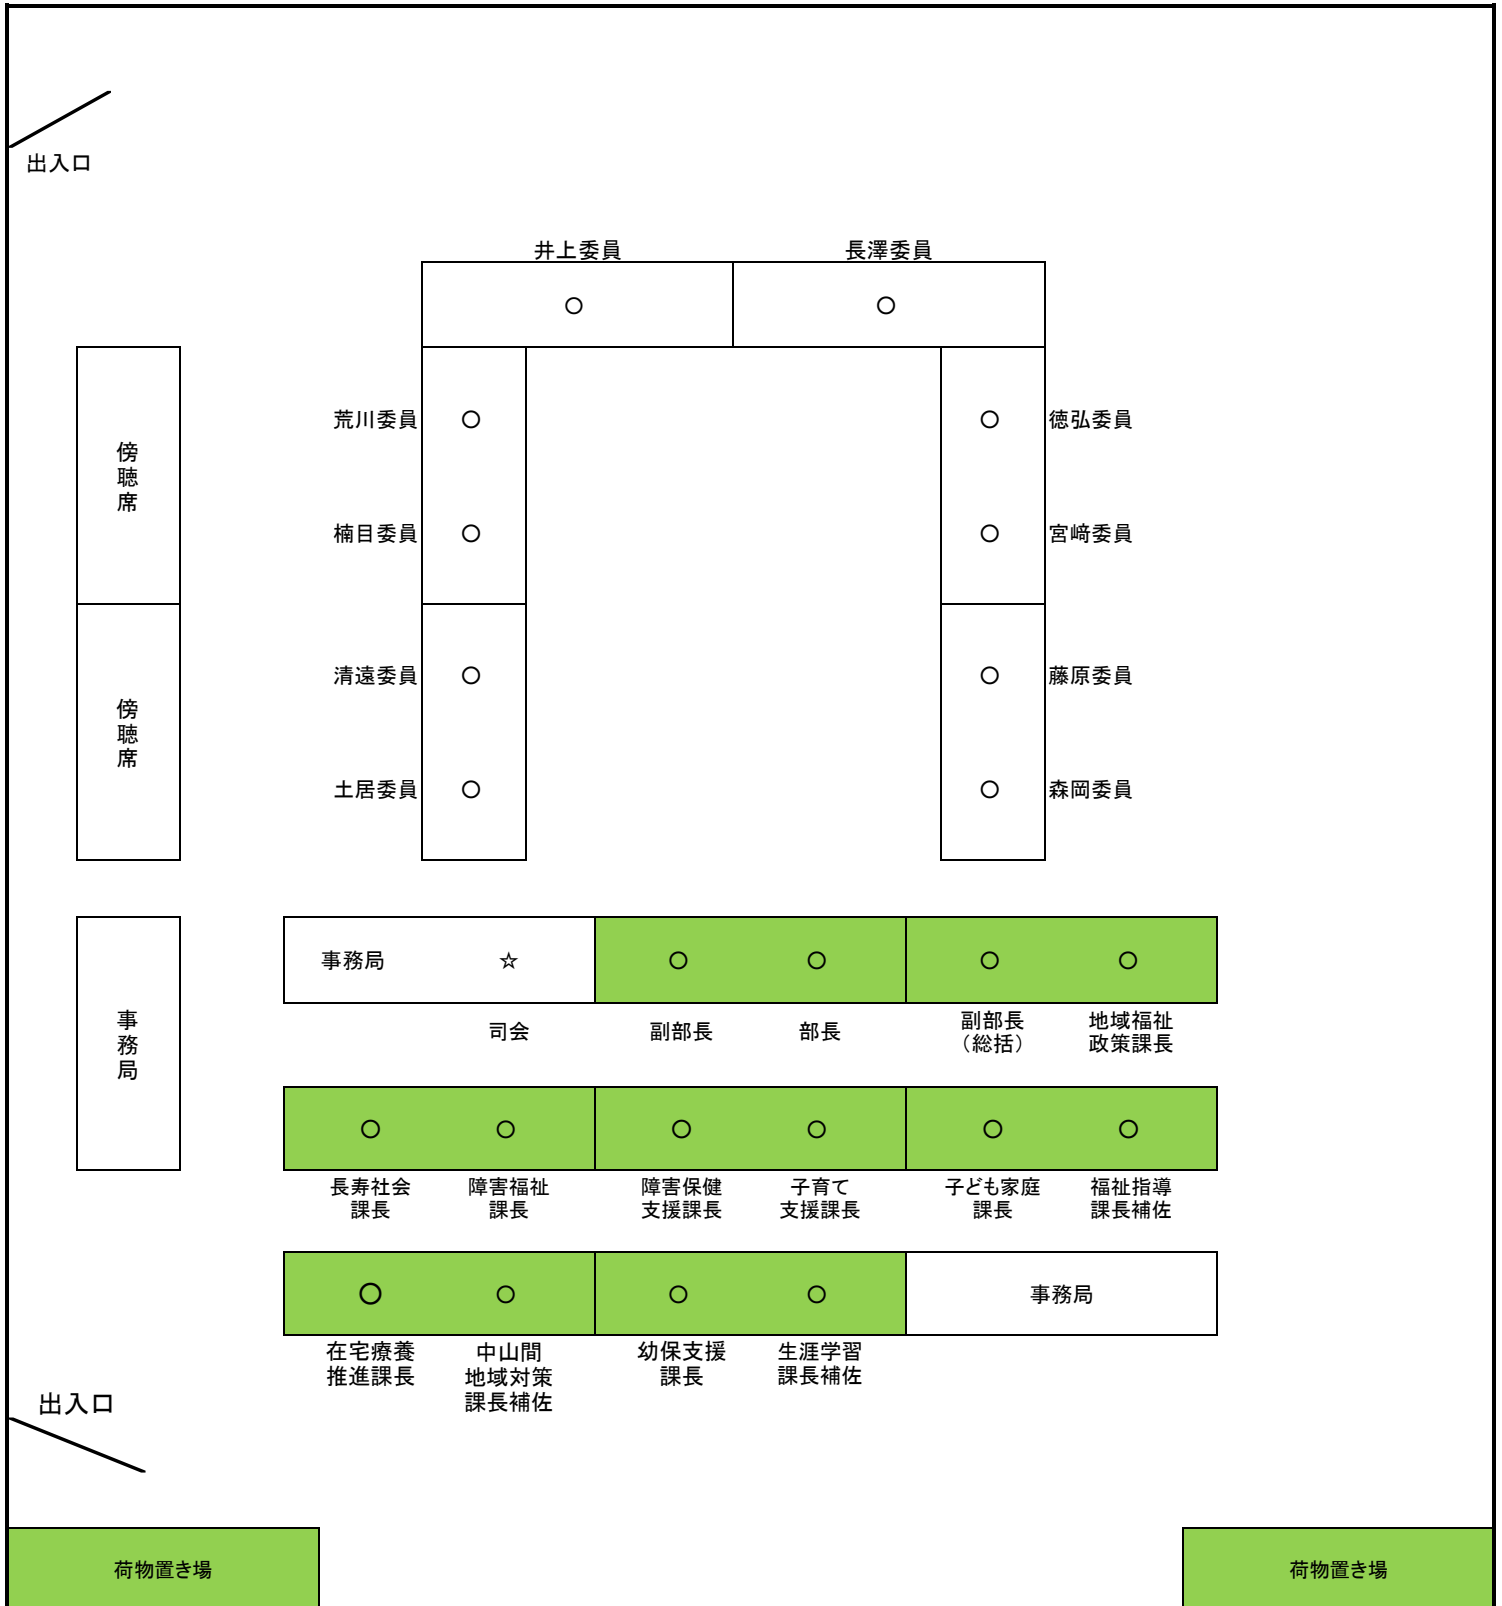 出入口
井上委員
長澤委員
○
○
荒川委員
○
○
徳弘委員
傍聴席
楠目委員
○
○
宮﨑委員
清遠委員
○
○
藤原委員
傍聴席
土居委員
○
○
森岡委員
事務局
☆
○
○
○
○
司会
副部長
部長
副部長
（総括）
地域福祉
政策課長
事務局
○
○
○
○
○
○
長寿社会
課長
障害福祉
課長
障害保健
支援課長
子育て
支援課長
子ども家庭
課長
福祉指導
課長補佐
○
○
○
○
事務局
在宅療養
推進課長
中山間
地域対策
課長補佐
幼保支援
課長
生涯学習
課長補佐
出入口
荷物置き場
荷物置き場